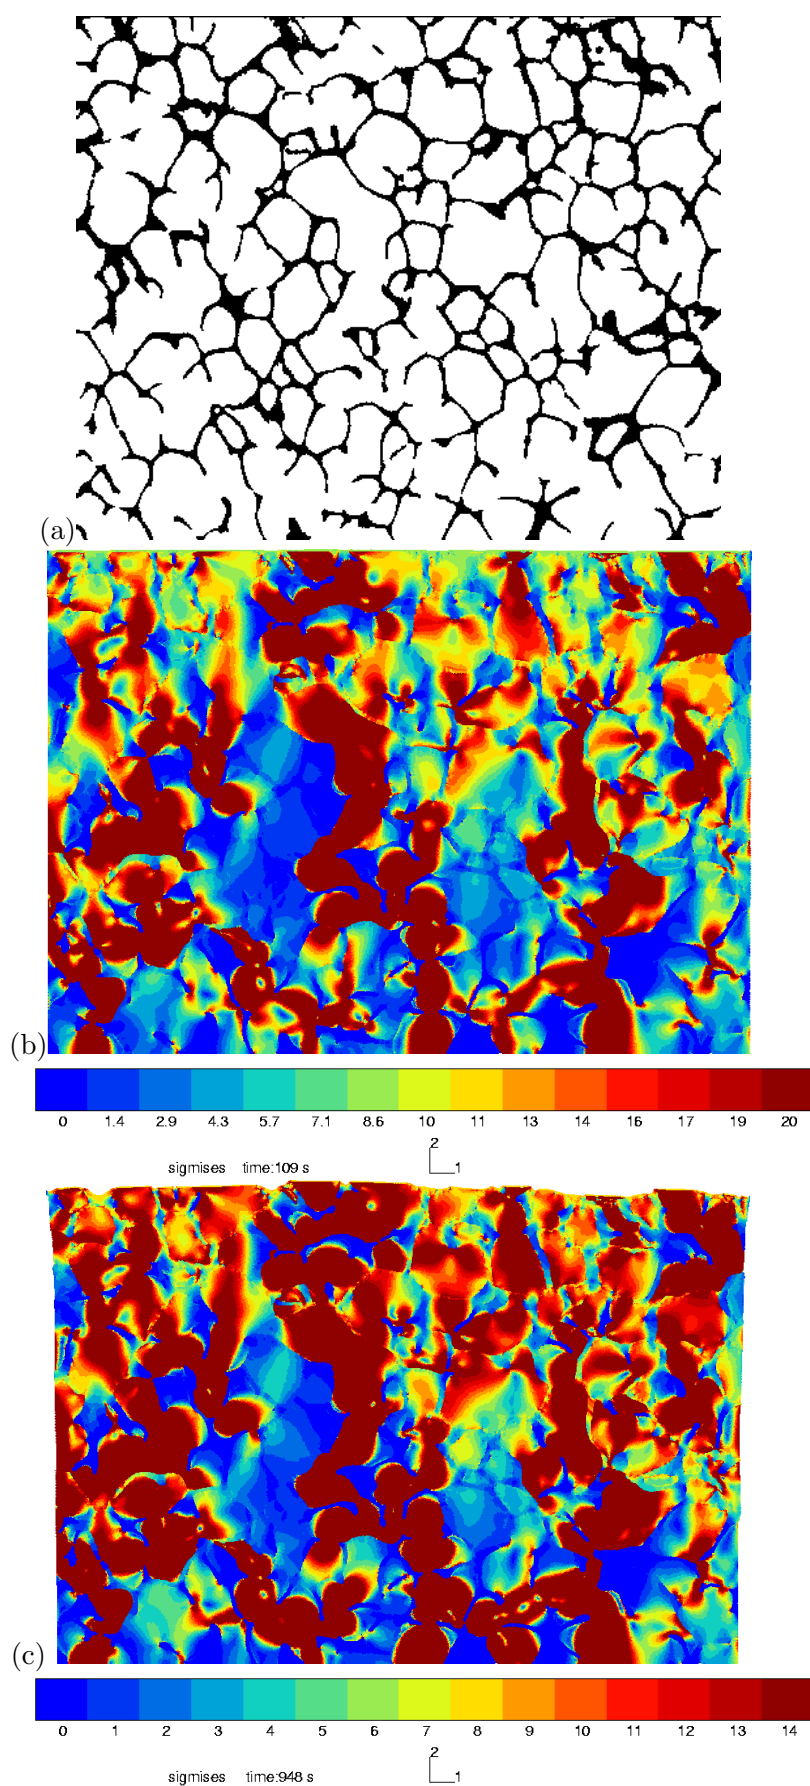 (a)
(b)
0 1.4 2.9 4.3 5.7 7.1 8.6 10 11 13 14 16 17 19 20
2
sigmises time:109 s 1
(c)
0 1 2 3 4 5 6 7 8 9 10 11 12 13 14
2
sigmises time:948 s 1